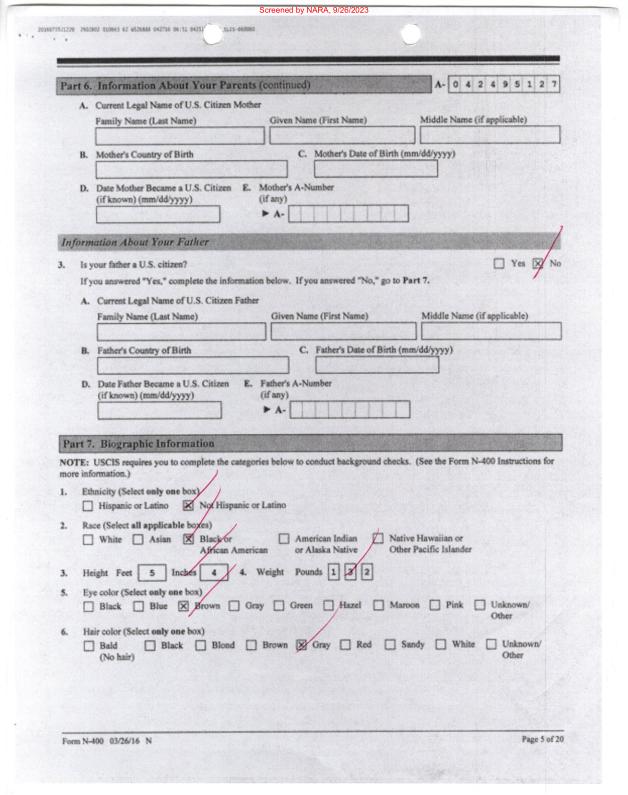 Screened by NARA, 9/26/2023
Part 6. Information About Your Parents (continued)
A- 0 4 2 4 9 5 1 2 7
A. Current Legal Name of U.S. Citizen Mother
Family Name (Last Name) Given Name (First Name) Middle Name (if applicable)
B. Mother's Country of Birth C. Mother's Date of Birth (mm/dd/yyyy)
D. Date Mother Became a U.S. Citizen E. Mother's A-Number
(if known) (mm/dd/yyyy) (if any)
► A-
Information About Your Father
3. Is your father a U.S. citizen? Yes X No
If you answered "Yes," complete the information below. If you answered "No," go to Part 7.
A. Current Legal Name of U.S. Citizen Father
Family Name (Last Name) Given Name (First Name) Middle Name (if applicable)
B. Father's Country of Birth C. Father's Date of Birth (mm/dd/yyyy)
D. Date Father Became a U.S. Citizen E. Father's A-Number
(if known) (mm/dd/yyyy) (if any)
► A-
Part 7. Biographic Information
NOTE: USCIS requires you to complete the categories below to conduct background checks. (See the Form N-400 Instructions for
more information.)
1. Ethnicity (Select only one box)
Hispanic or Latino X Not Hispanic or Latino
2. Race (Select all applicable boxes)
White Asian X Black or American Indian Native Hawaiian or
African American or Alaska Native Other Pacific Islander
3. Height Feet 5 Inches 4 4. Weight Pounds 1 3 2
5. Eye color (Select only one box)
Black Blue X Brown Gray Green Hazel Maroon Pink Unknown/
Other
6. Hair color (Select only one box)
Bald Black Blond Brown X Gray Red Sandy White Unknown/
(No hair) Other
Form N-400 03/26/16 N Page 5 of 20